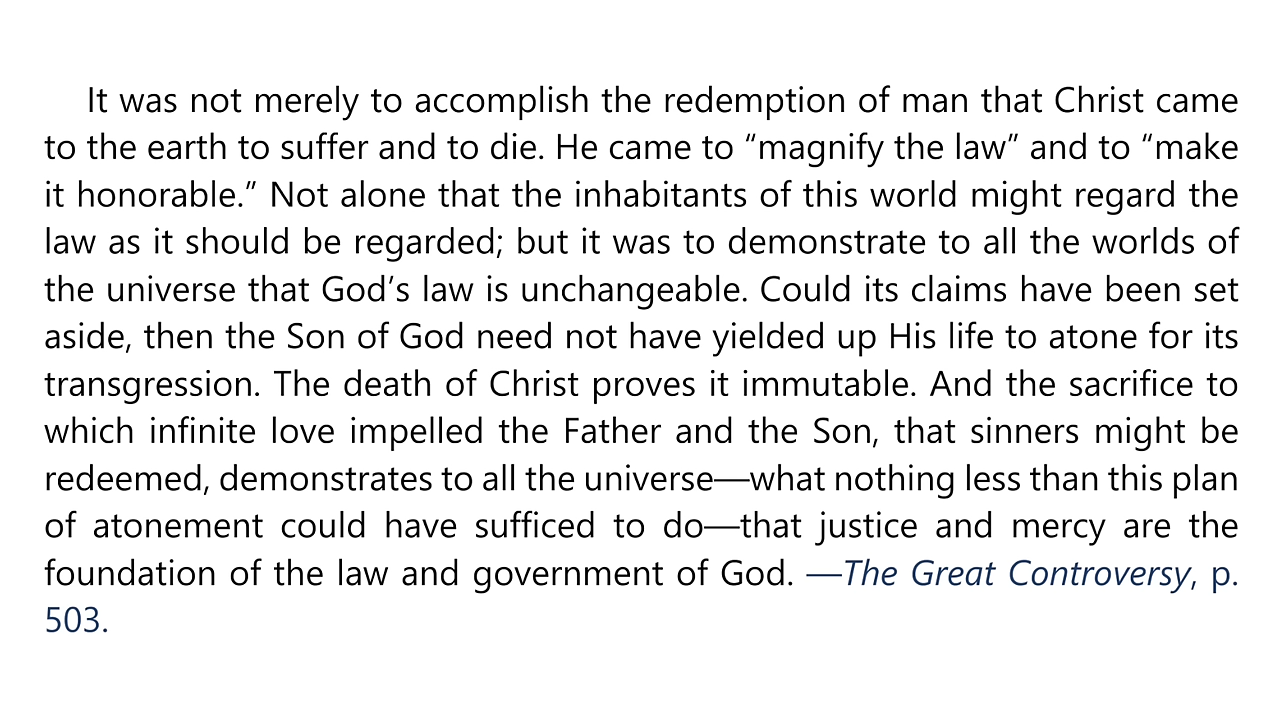 It was not merely to accomplish the redemption of man that Christ came
to the earth to suffer and to die. He came to “magnify the law” and to “make
it honorable.” Not alone that the inhabitants of this world might regard the
law as it should be regarded; but it was to demonstrate to all the worlds of
the universe that God’s law is unchangeable. Could its claims have been set
aside, then the Son of God need not have yielded up His life to atone for its
transgression. The death of Christ proves it immutable. And the sacrifice to
which infinite love impelled the Father and the Son, that sinners might be
redeemed, demonstrates to all the universe—what nothing less than this plan
of atonement could have sufficed to do—that justice and mercy are the
foundation of the law and government of God. —The Great Controversy, p.
503.